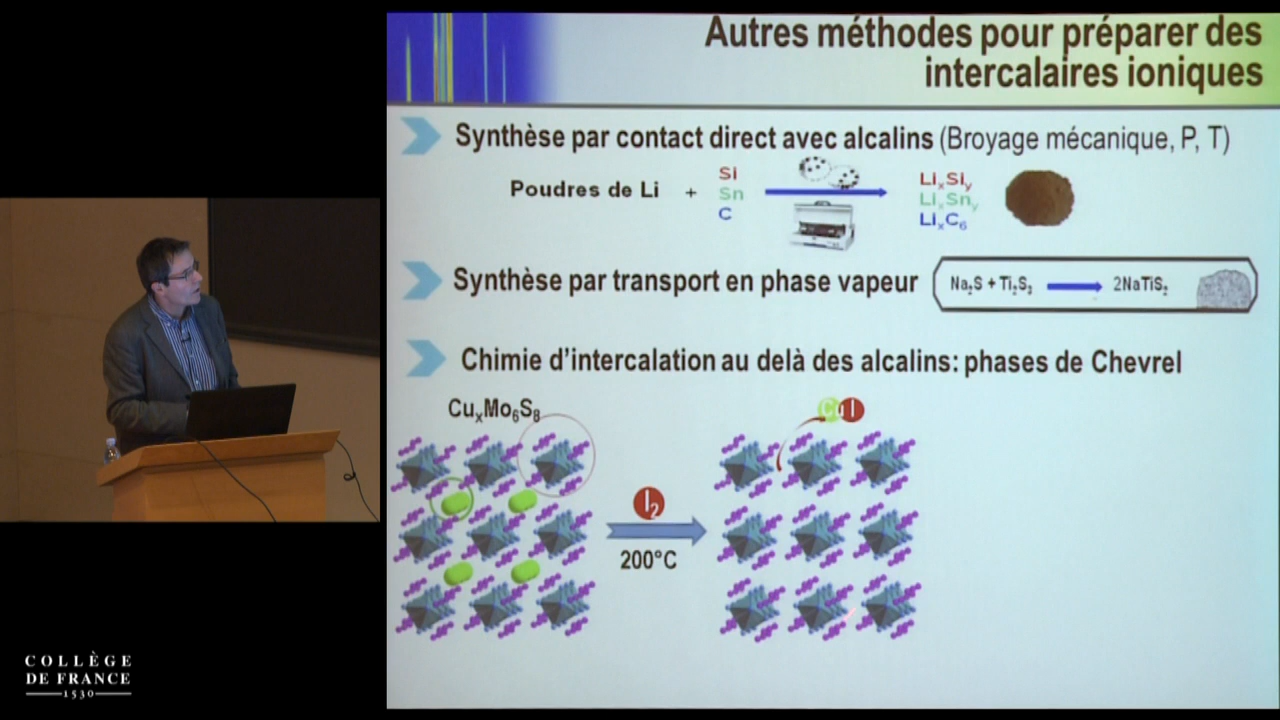 Autres méthodes pour préparer des
intercalaires ioniques
Synthèse par contact direct avec alcalins (Broyage mécanique, P, T)
Poudres de Li + Si Sn C
LixSiy
LixSny
LixC6
Synthèse par transport en phase vapeur
Na2S + Ti2S3 2NaTiS2
Chimie d'intercalation au delà des alcalins: phases de Chevrel
CuxMo6S8
CuI
I2
200°C
COLLÈGE
DE FRANCE
1530